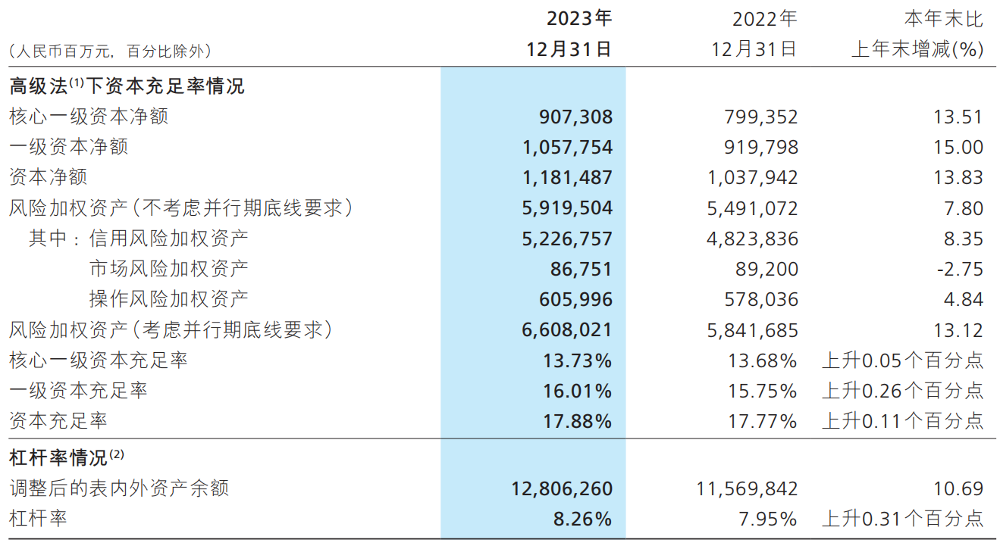 2023年 2022年 本年末比
(人民币百万元，百分比除外) 12月31日 12月31日 上年末增减(%)
高级法(1)下资本充足率情况
核心一级资本净额 907,308 799,352 13.51
一级资本净额 1,057,754 919,798 15.00
资本净额 1,181,487 1,037,942 13.83
风险加权资产(不考虑并行期底线要求) 5,919,504 5,491,072 7.80
其中：信用风险加权资产 5,226,757 4,823,836 8.35
市场风险加权资产 86,751 89,200 -2.75
操作风险加权资产 605,996 578,036 4.84
风险加权资产(考虑并行期底线要求) 6,608,021 5,841,685 13.12
核心一级资本充足率 13.73% 13.68% 上升0.05个百分点
一级资本充足率 16.01% 15.75% 上升0.26个百分点
资本充足率 17.88% 17.77% 上升0.11个百分点
杠杆率情况(2)
调整后的表内外资产余额 12,806,260 11,569,842 10.69
杠杆率 8.26% 7.95% 上升0.31个百分点